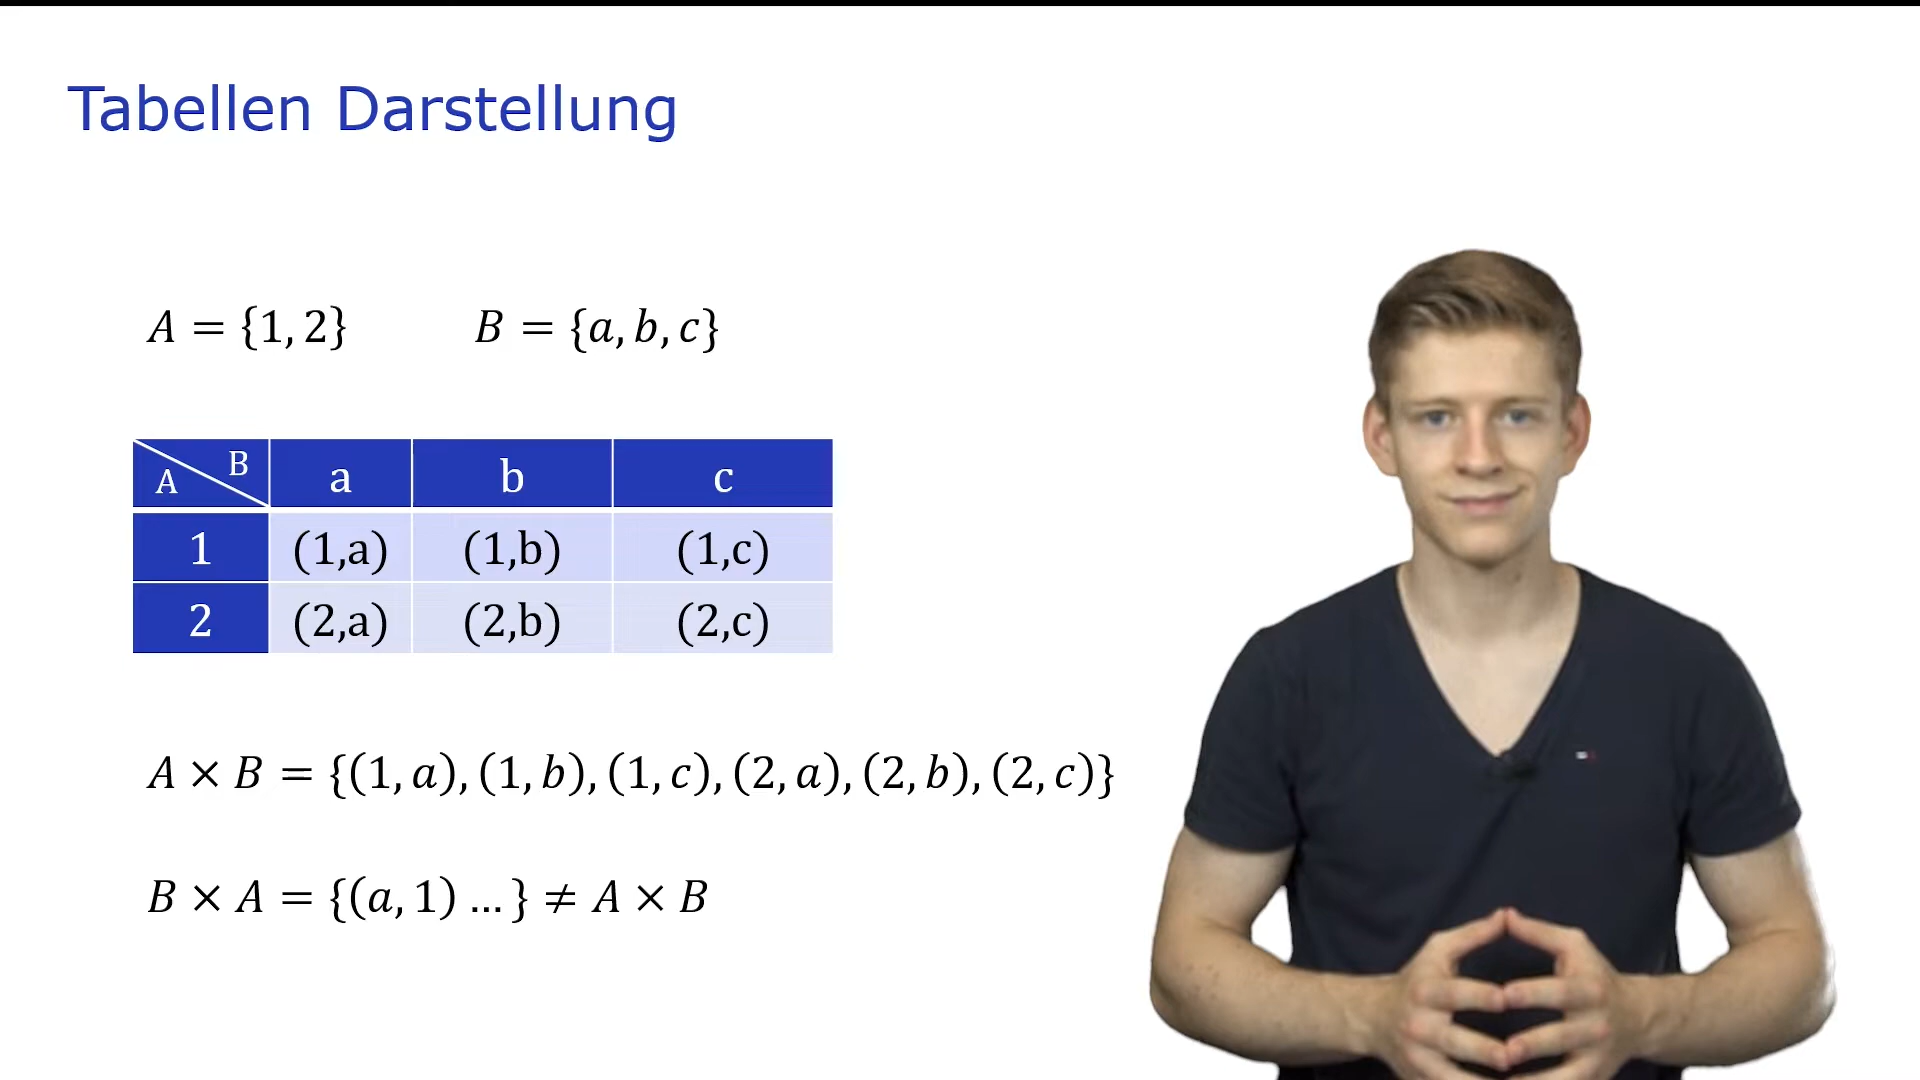 Tabellen Darstellung
A = {1, 2} B = {a, b, c}
A B a b c
1 (1,a) (1,b) (1,c)
2 (2,a) (2,b) (2,c)
A × B = {(1, a), (1, b), (1, c), (2, a), (2, b), (2, c)}
B × A = {(a, 1) … } ≠ A × B